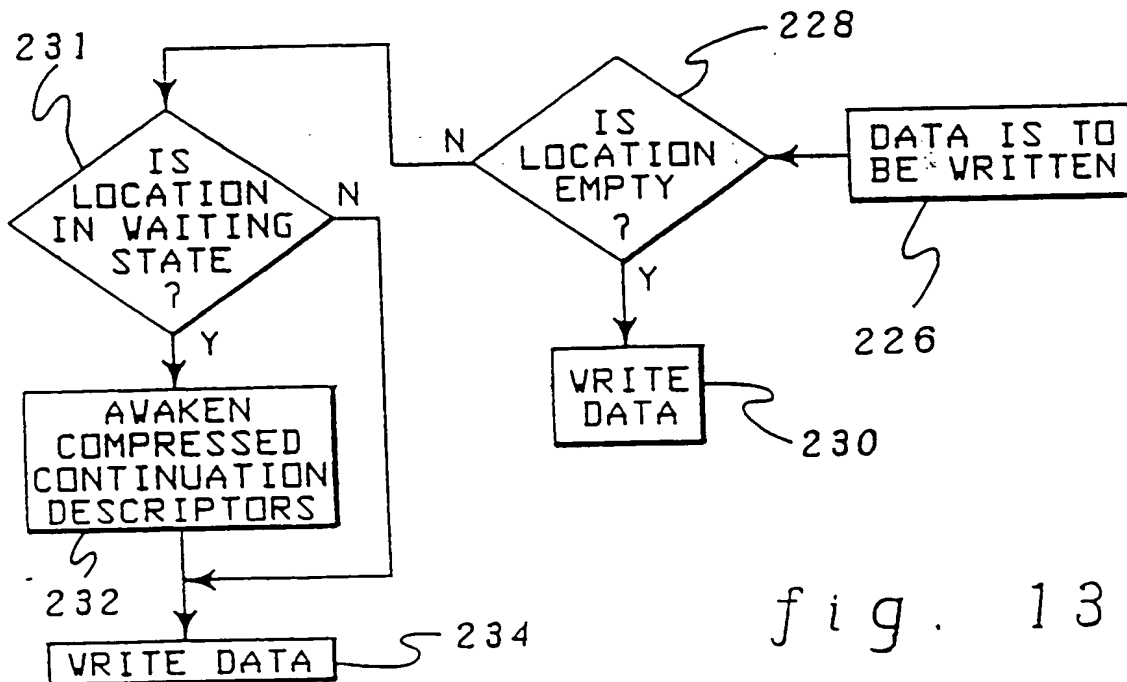 231
228
IS
LOCATION
IN WAITING
STATE
?
N
Y
N
IS
LOCATION
EMPTY
?
Y
DATA IS TO
BE WRITTEN
226
WRITE
DATA
230
AWAKEN
COMPRESSED
CONTINUATION
DESCRIPTORS
232
WRITE DATA
234
fig. 13